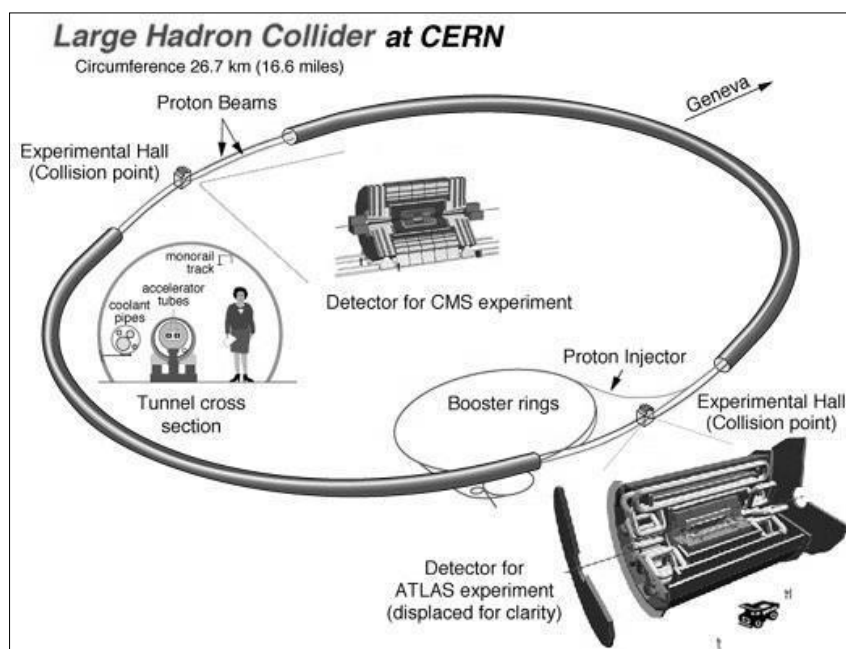 Large Hadron Collider at CERN
Circumference 26.7 km (16.6 miles)
Proton Beams
Geneva
Experimental Hall
(Collision point)
monorail
track
accelerator
tubes
coolant
pipes
Detector for CMS experiment
Tunnel cross
section
Proton Injector
Booster rings
Experimental Hall
(Collision point)
Detector for
ATLAS experiment
(displaced for clarity)